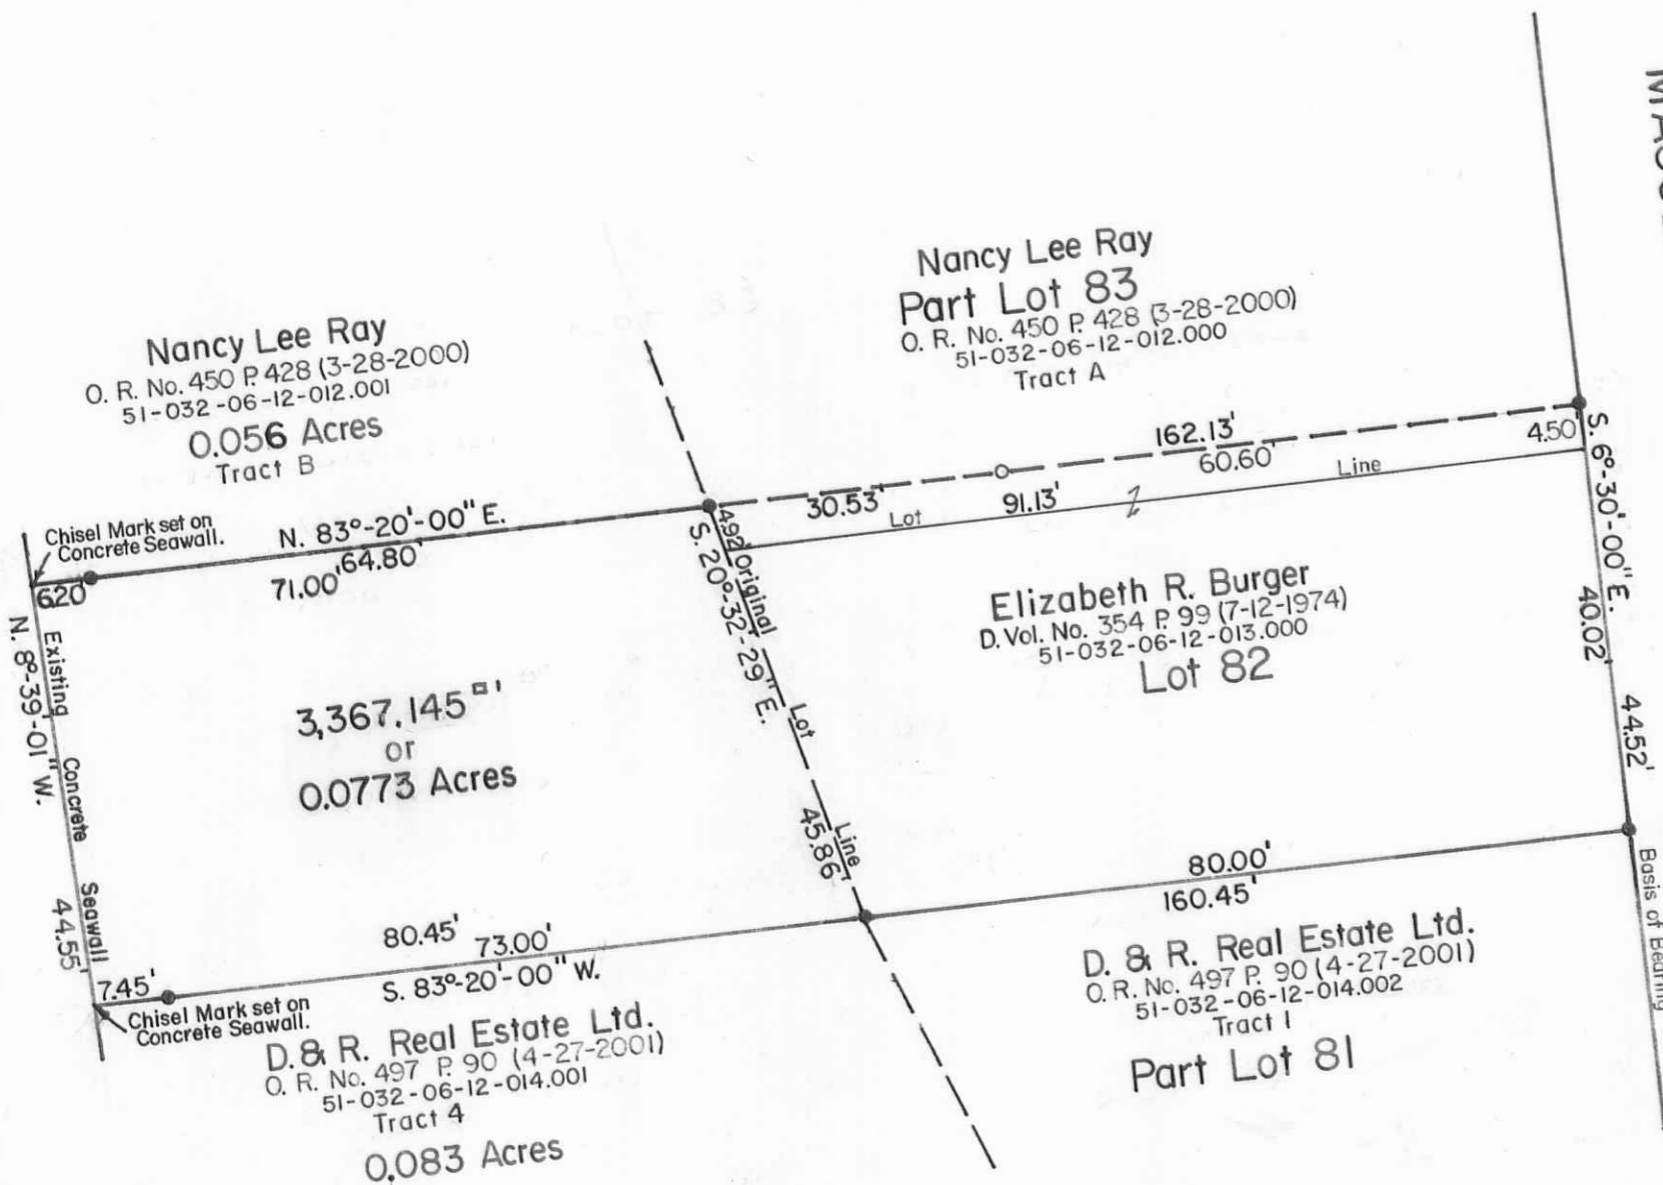 Nancy Lee Ray
O. R. No. 450 P. 428 (3-28-2000)
51-032-06-12-012.001
0.056 Acres
Tract B
Nancy Lee Ray
Part Lot 83
O. R. No. 450 P. 428 (3-28-2000)
51-032-06-12-012.000
Tract A
Chisel Mark set on
Concrete Seawall.
N. 83°-20'-00" E.
64.80'
71.00'
6.20'
30.53'
91.13'
162.13'
60.60'
4.50'
Lot Line
4.92'
S. 20°-32'-29" E.
Original Lot Line
45.86'
S. 6°-30'-00" E.
40.02'
44.52'
Basis of Bearing
Elizabeth R. Burger
D. Vol. No. 354 P. 99 (7-12-1974)
51-032-06-12-013.000
Lot 82
N. 8°-39'-01" W.
Existing Concrete Seawall
44.55'
3,367.145 □'
or
0.0773 Acres
80.45'
73.00'
S. 83°-20'-00" W.
7.45'
Chisel Mark set on
Concrete Seawall.
80.00'
160.45'
D. & R. Real Estate Ltd.
O. R. No. 497 P. 90 (4-27-2001)
51-032-06-12-014.001
Tract 4
0.083 Acres
D. & R. Real Estate Ltd.
O. R. No. 497 P. 90 (4-27-2001)
51-032-06-12-014.002
Tract 1
Part Lot 81